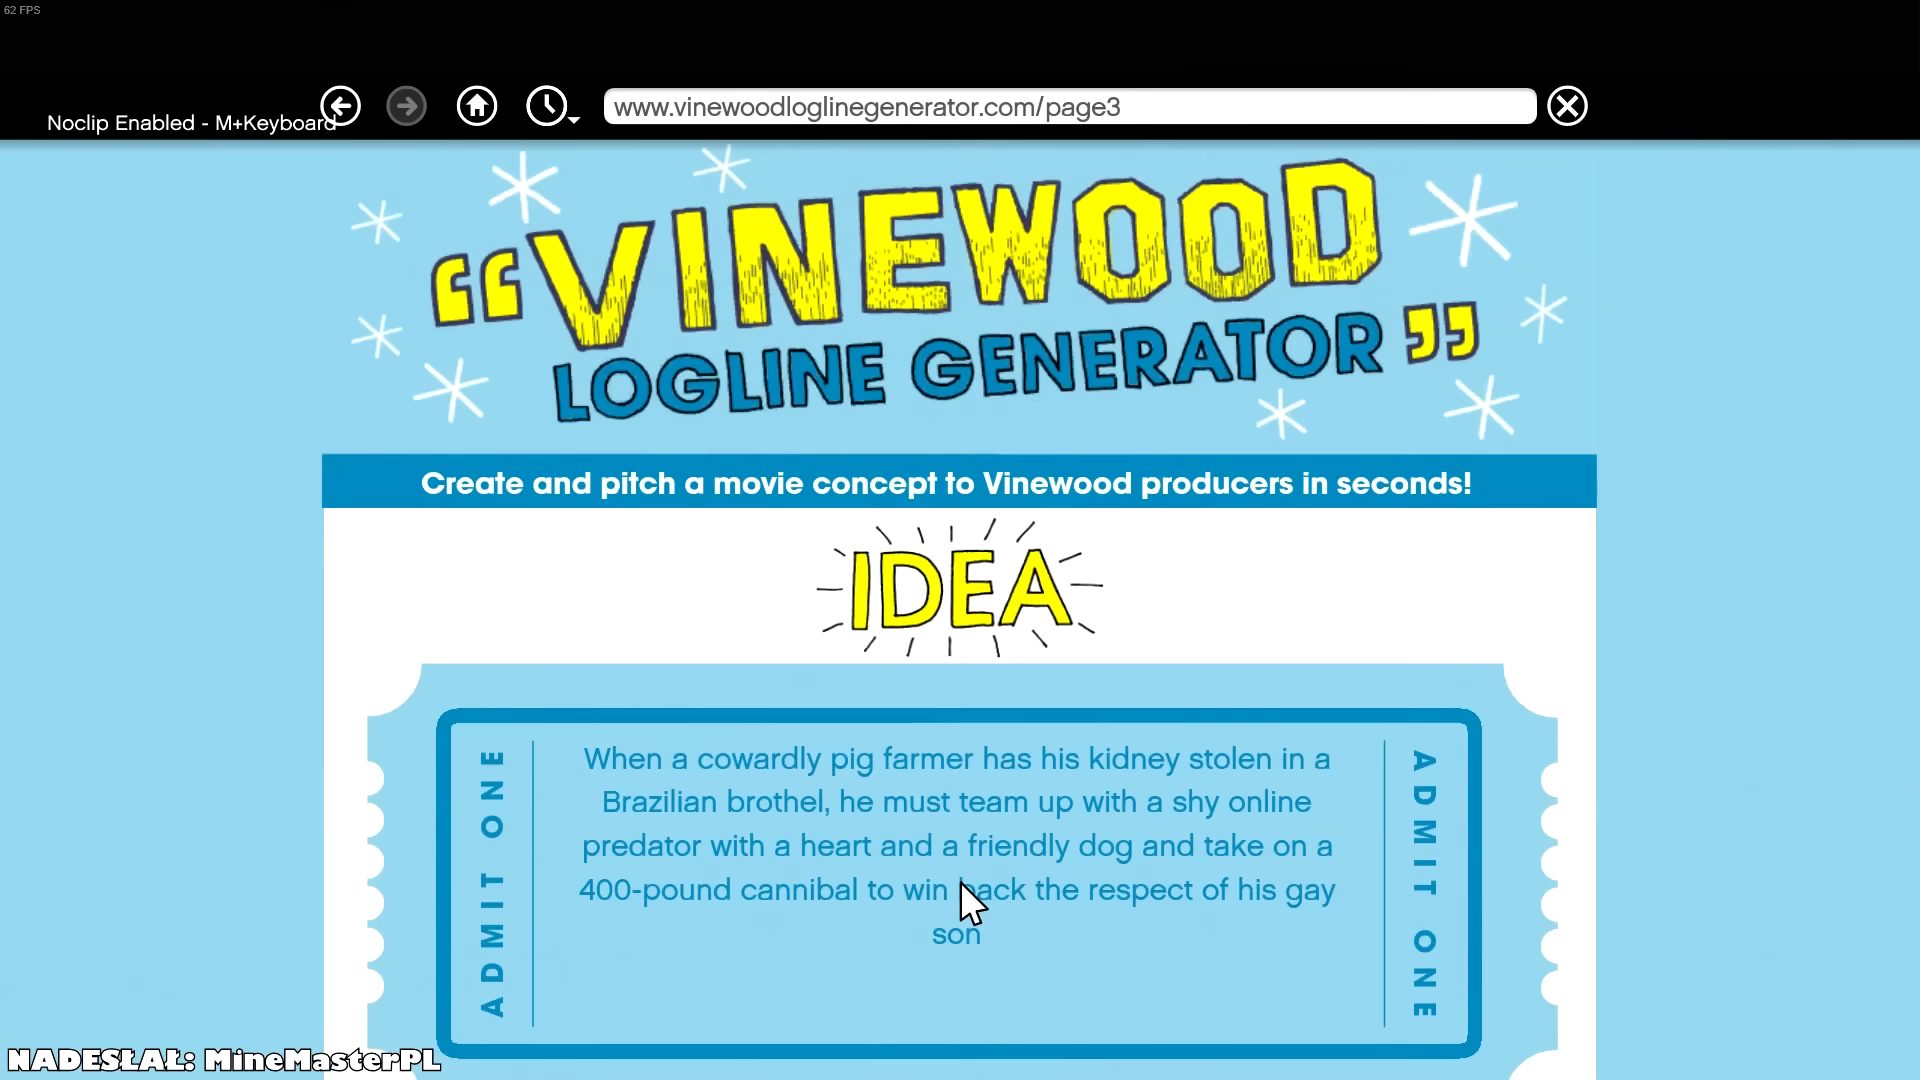 62 FPS
Noclip Enabled - M+Keyboard
www.vinewoodloglinegenerator.com/page3
“VINEWOOD
LOGLINE GENERATOR”
Create and pitch a movie concept to Vinewood producers in seconds!
IDEA
ADMIT ONE
When a cowardly pig farmer has his kidney stolen in a
Brazilian brothel, he must team up with a shy online
predator with a heart and a friendly dog and take on a
400-pound cannibal to win back the respect of his gay
son
ADMIT ONE
NADESŁAŁ: MineMasterPL